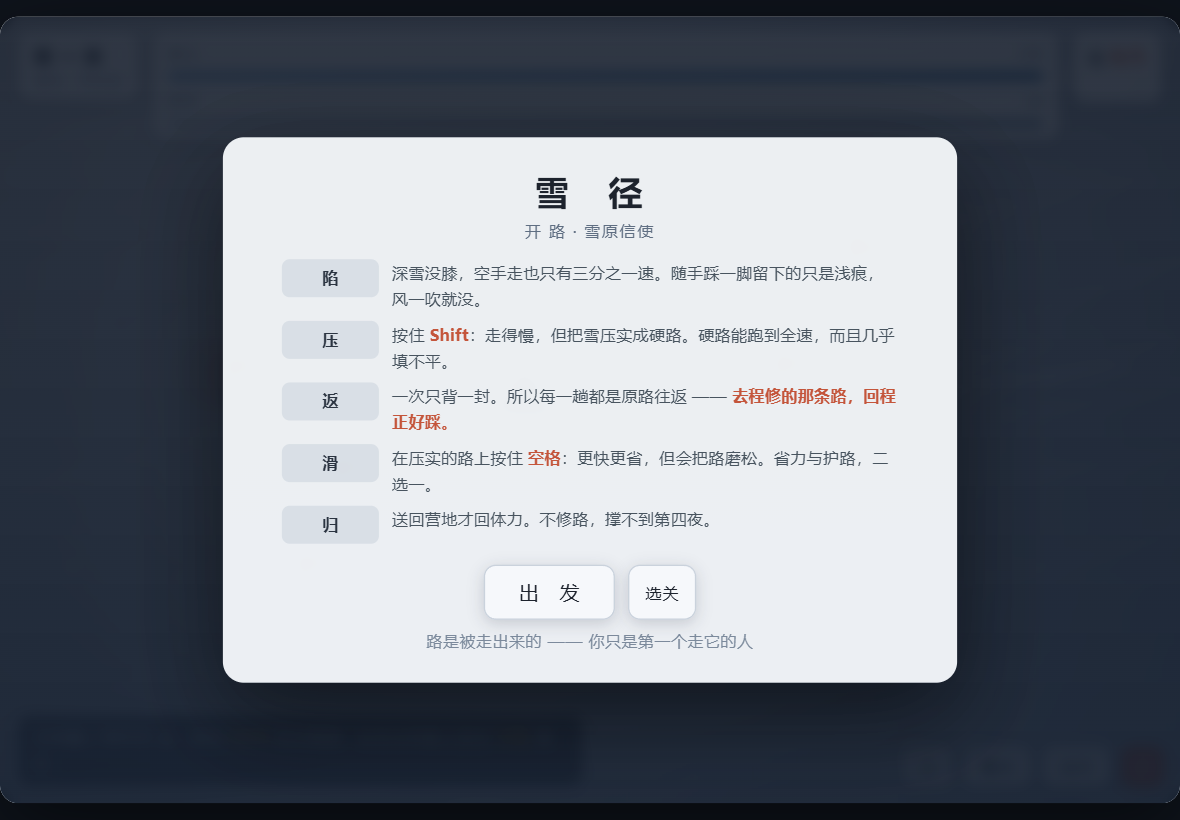 雪 径
开 路 · 雪原信使
陷
深雪没膝，空手走也只有三分之一速。随手踩一脚留下的只是浅痕，
风一吹就没。
压
按住 Shift：走得慢，但把雪压实成硬路。硬路能跑到全速，而且几乎
填不平。
返
一次只背一封。所以每一趟都是原路往返 —— 去程修的那条路，回程
正好踩。
滑
在压实的路上按住 空格：更快更省，但会把路磨松。省力与护路，二
选一。
归
送回营地才回体力。不修路，撑不到第四夜。
出 发
选关
路是被走出来的 —— 你只是第一个走它的人